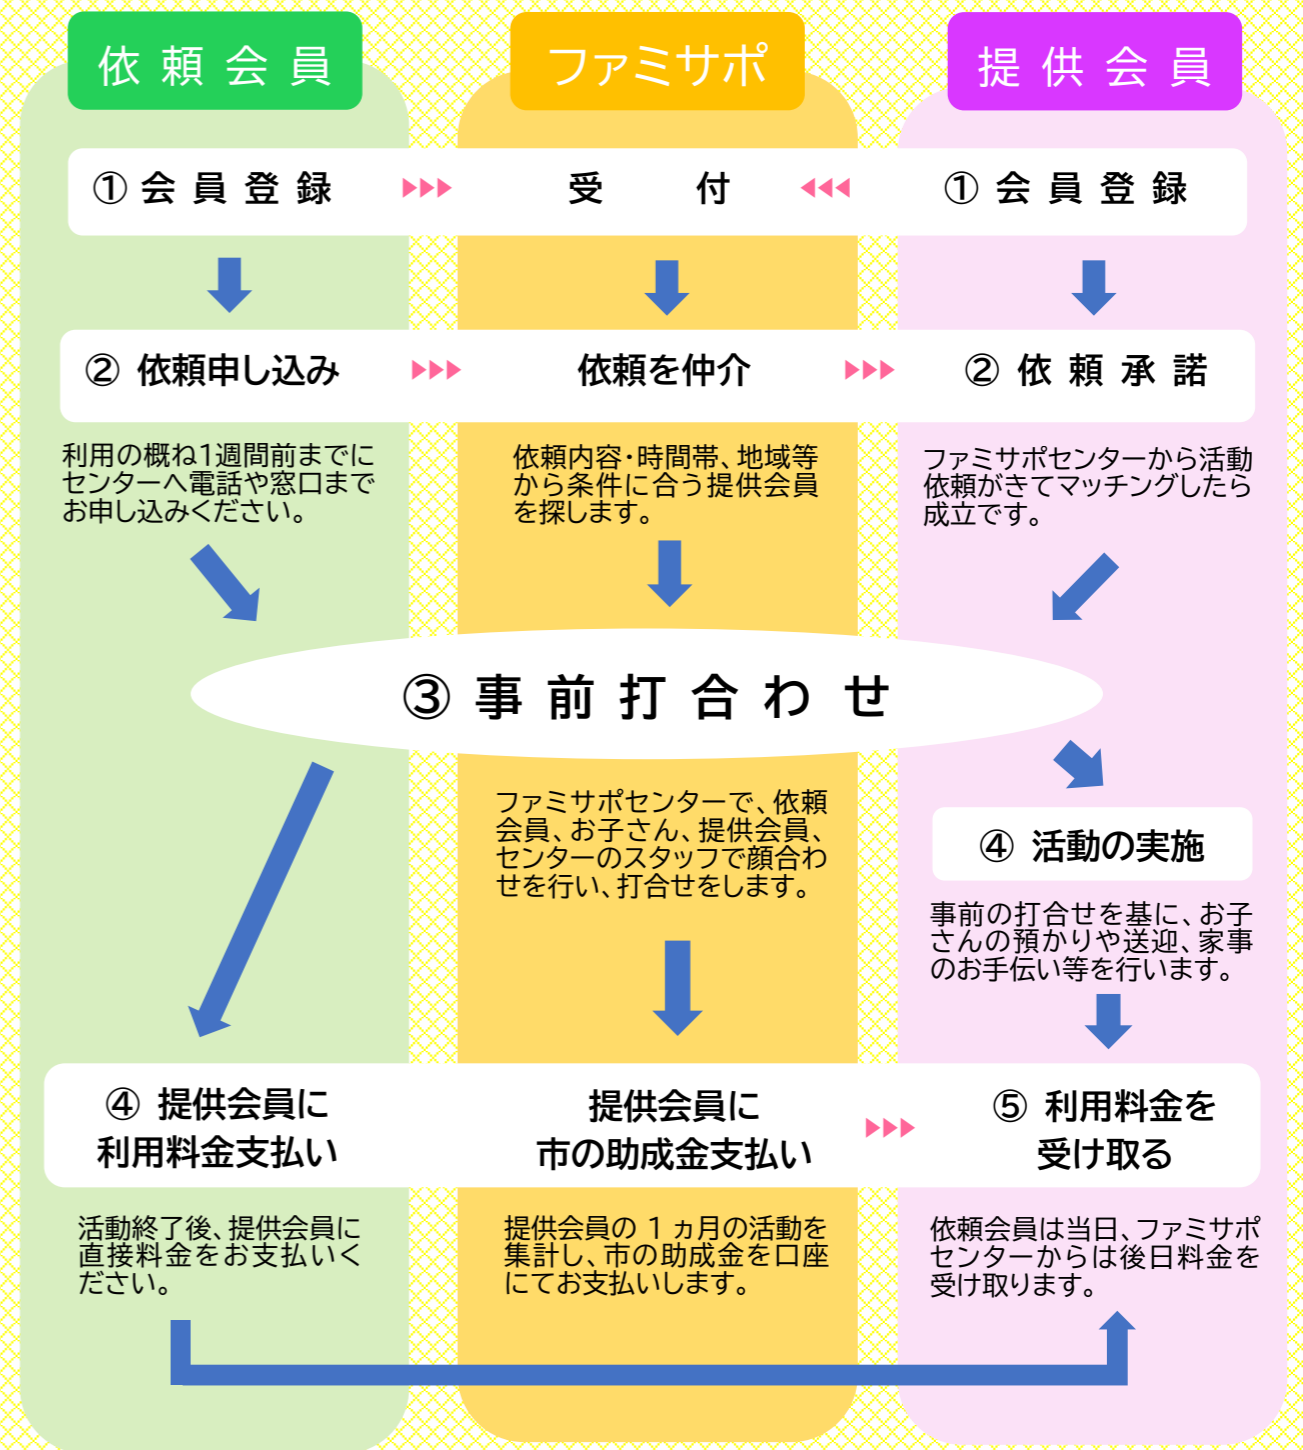 依頼会員
ファミサポ
提供会員
①会員登録
受付
①会員登録
② 依頼申し込み
依頼を仲介
② 依頼承諾
利用の概ね1週間前までに
センターへ電話や窓口まで
お申し込みください。
依頼内容・時間帯、地域等
から条件に合う提供会員
を探します。
ファミサポセンターから活動
依頼がきてマッチングしたら
成立です。
③事前打合わせ
ファミサポセンターで、依頼
会員、お子さん、提供会員、
センターのスタッフで顔合わ
せを行い、打合せをします。
④ 活動の実施
事前の打合せを基に、お子
さんの預かりや送迎、家事
のお手伝い等を行います。
④ 提供会員に
利用料金支払い
提供会員に
市の助成金支払い
⑤ 利用料金を
受け取る
活動終了後、提供会員に
直接料金をお支払いく
ださい。
提供会員の 1 ヵ月の活動を
集計し、市の助成金を口座
にてお支払いします。
依頼会員は当日、ファミサポ
センターからは後日料金を
受け取ります。